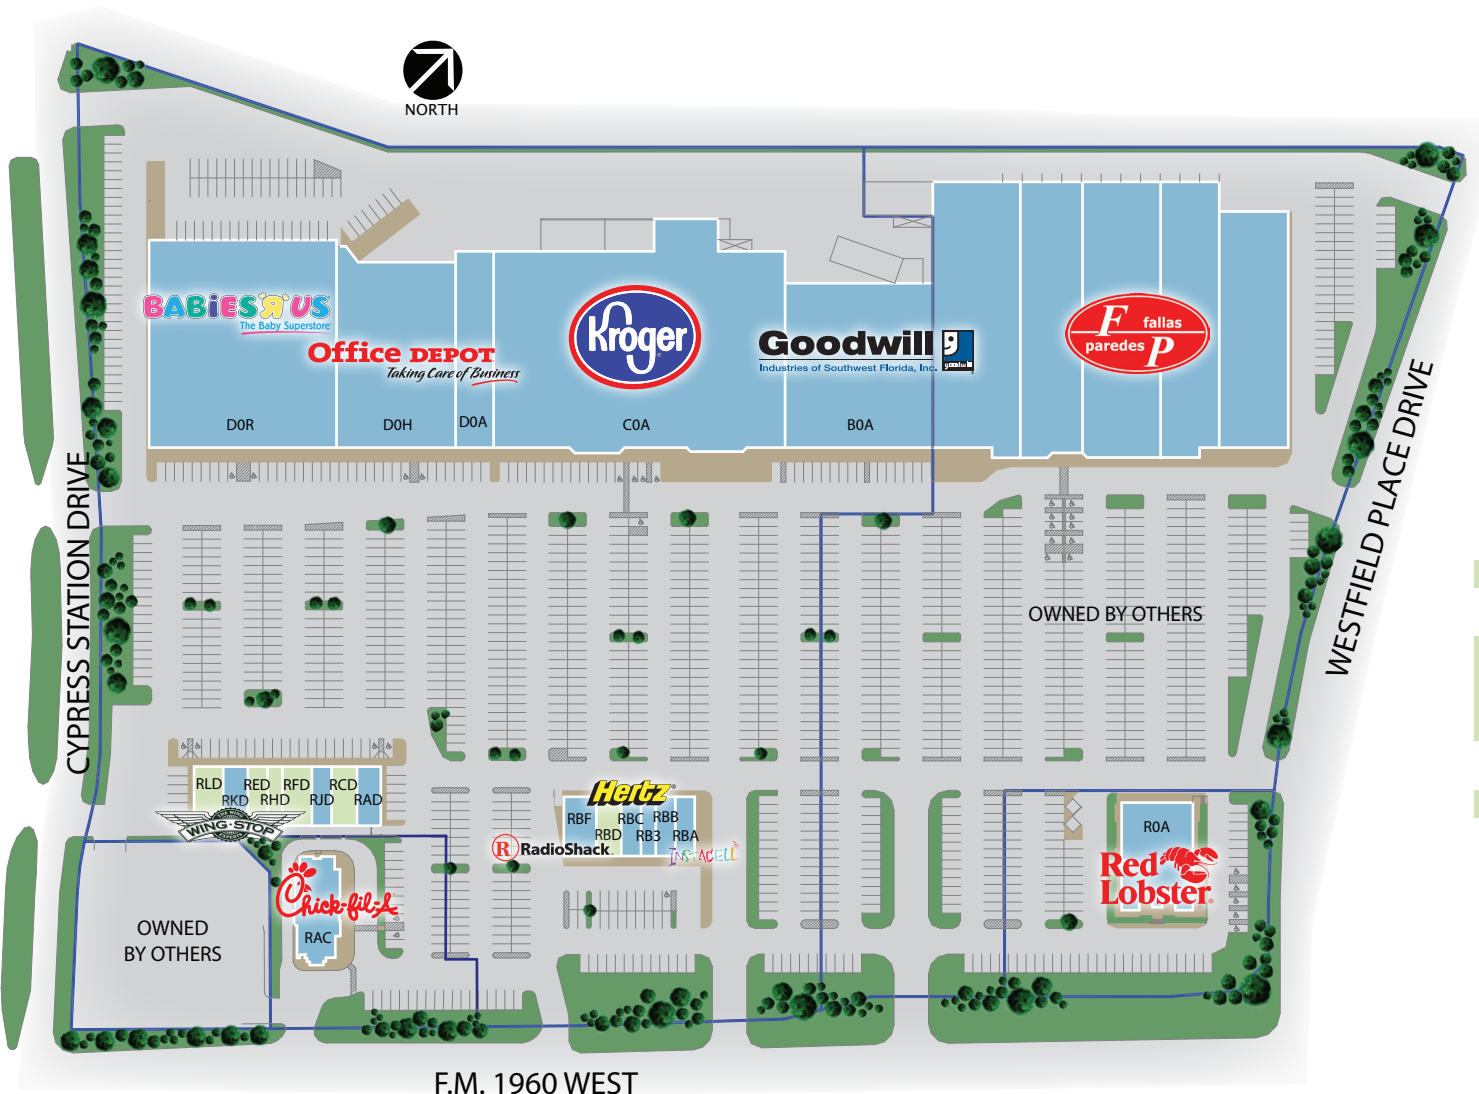 NORTH
BABIES"R"US
The Baby Superstore
Office DEPOT
Taking Care of Business
Kroger
Goodwill
Industries of Southwest Florida, Inc.
goodwill
F fallas
paredes P
D0R
D0H
D0A
C0A
B0A
CYPRESS STATION DRIVE
WESTFIELD PLACE DRIVE
OWNED BY OTHERS
RLD
RKD
RED
RHD
RFD
RJD
RCD
RAD
WING·STOP
Hertz
RBF
RBD
RBC
RB3
RBB
RBA
R RadioShack
INSTACELL
R0A
Red
Lobster
Chick-fil-A
RAC
OWNED
BY OTHERS
F.M. 1960 WEST